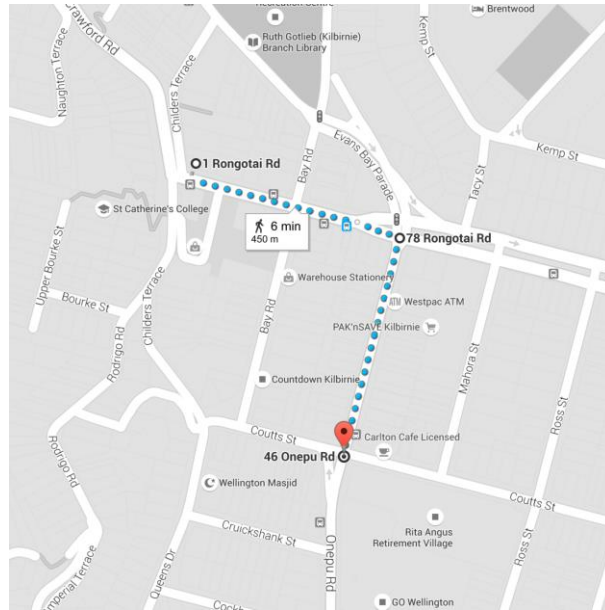 Recreation Centre
Brentwood
Crawford Rd
Naughton Terrace
Childers Terrace
Ruth Gotlieb (Kilbirnie)
Branch Library
Kemp St
Evans Bay Parade
Bay Rd
Kemp St
Tacy St
1 Rongotai Rd
St Catherine's College
6 min
450 m
78 Rongotai Rd
Upper Bourke St
Bourke St
Rodrigo Rd
Childers Terrace
Warehouse Stationery
Bay Rd
Westpac ATM
ATM
PAK'nSAVE Kilbirnie
Mahora St
Ross St
Countdown Kilbirnie
Coutts St
Carlton Cafe Licensed
46 Onepu Rd
Rodrigo Rd
Wellington Masjid
Coutts St
Cruickshank St
Onepu Rd
Rita Angus
Retirement Village
Ross St
Queens Dr
GO Wellington